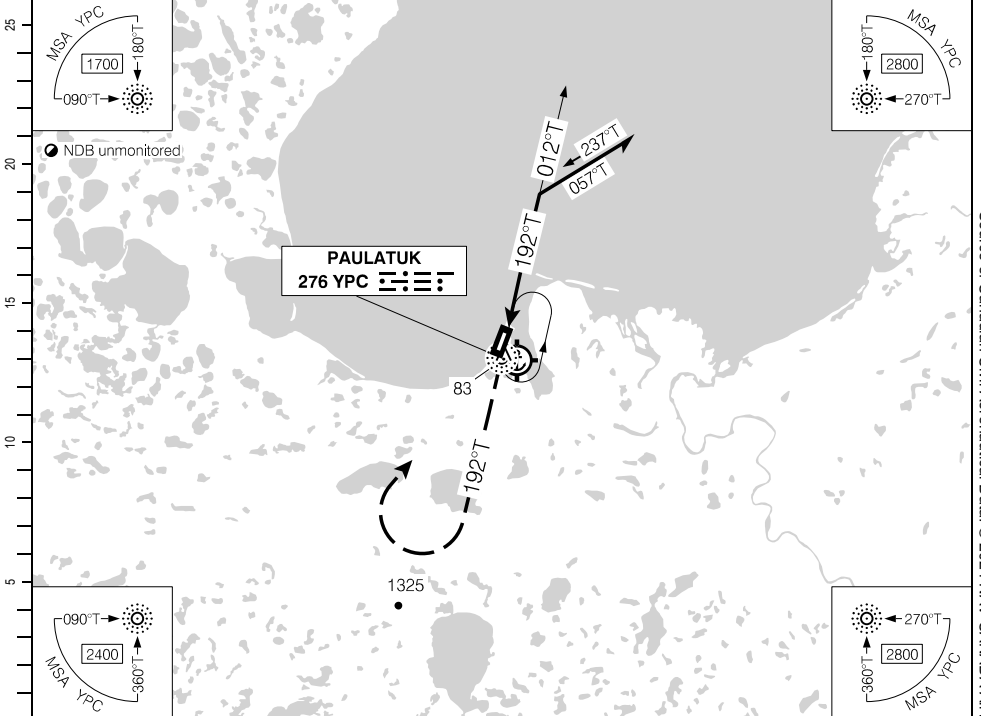 MSA YPC
180°T
1700
090°T
MSA YPC
180°T
2800
270°T
NDB unmonitored
25
20
15
10
5
012°T
237°T
057°T
192°T
PAULATUK
276 YPC
83
192°T
1325
090°T
2400
360°T
MSA YPC
270°T
2800
360°T
MSA YPC